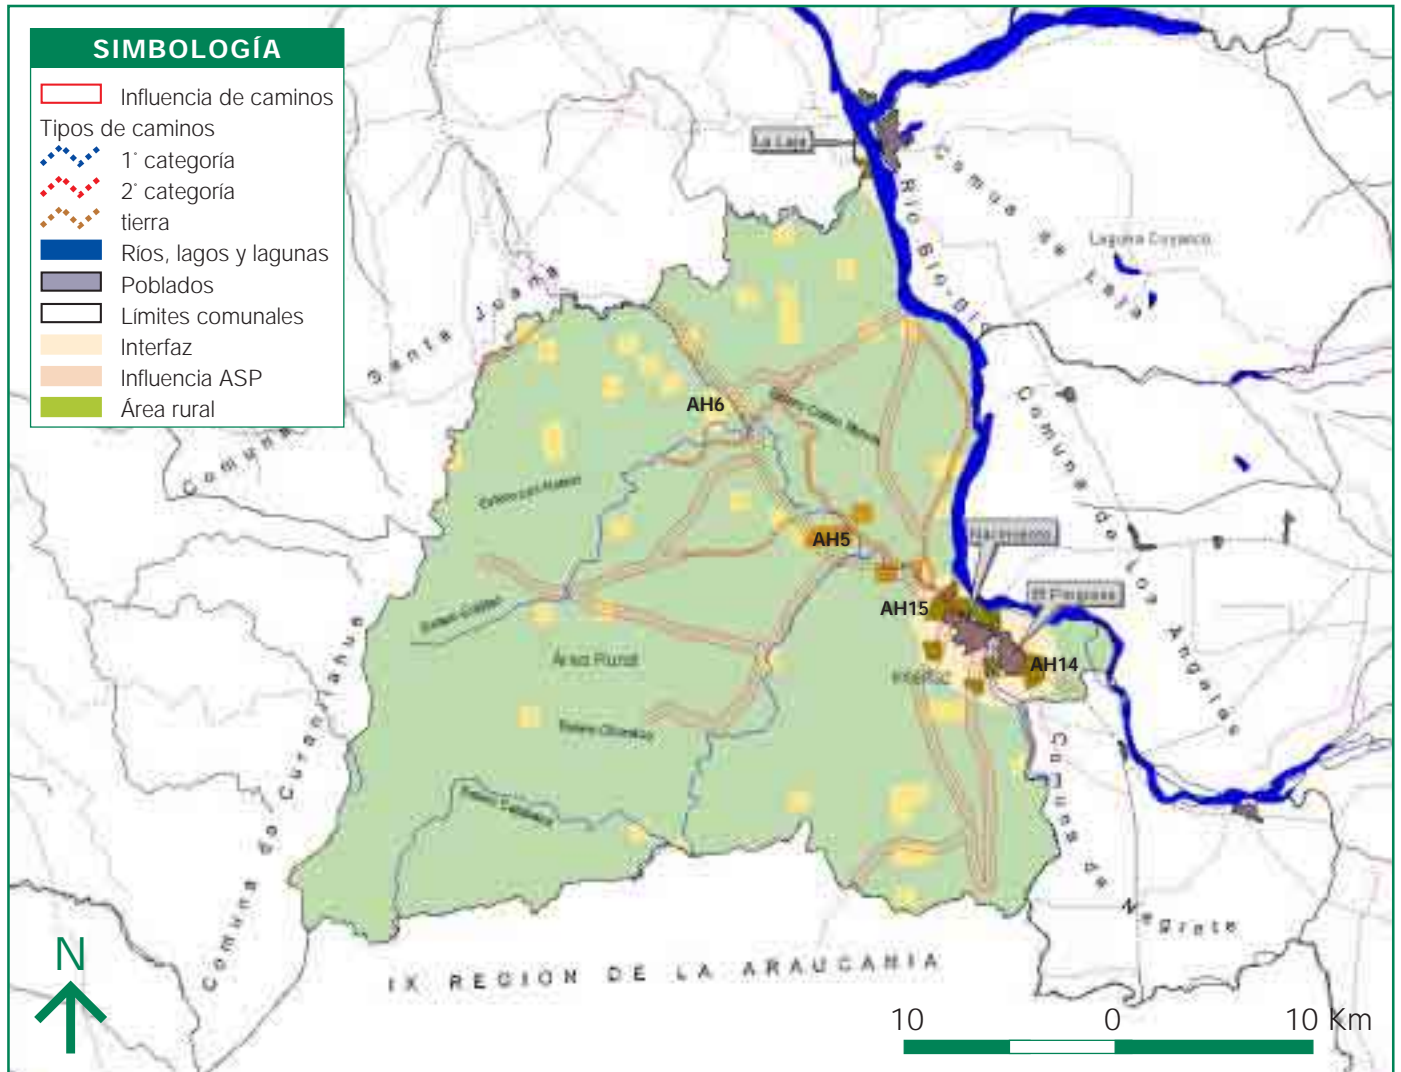 SIMBOLOGÍA
Influencia de caminos
Tipos de caminos
1° categoría
2° categoría
tierra
Ríos, lagos y lagunas
Poblados
Límites comunales
Interfaz
Influencia ASP
Área rural
La Laja
Comuna de Laja
Río Bío-Bío
Comuna Santa Juana
AH6
AH5
Nacimiento
El Progreso
AH15
AH14
Área Rural
Interfaz
Comuna de Los Angeles
Comuna de Curanilahue
Comuna de Negrete
IX REGION DE LA ARAUCANIA
N
10 0 10 Km